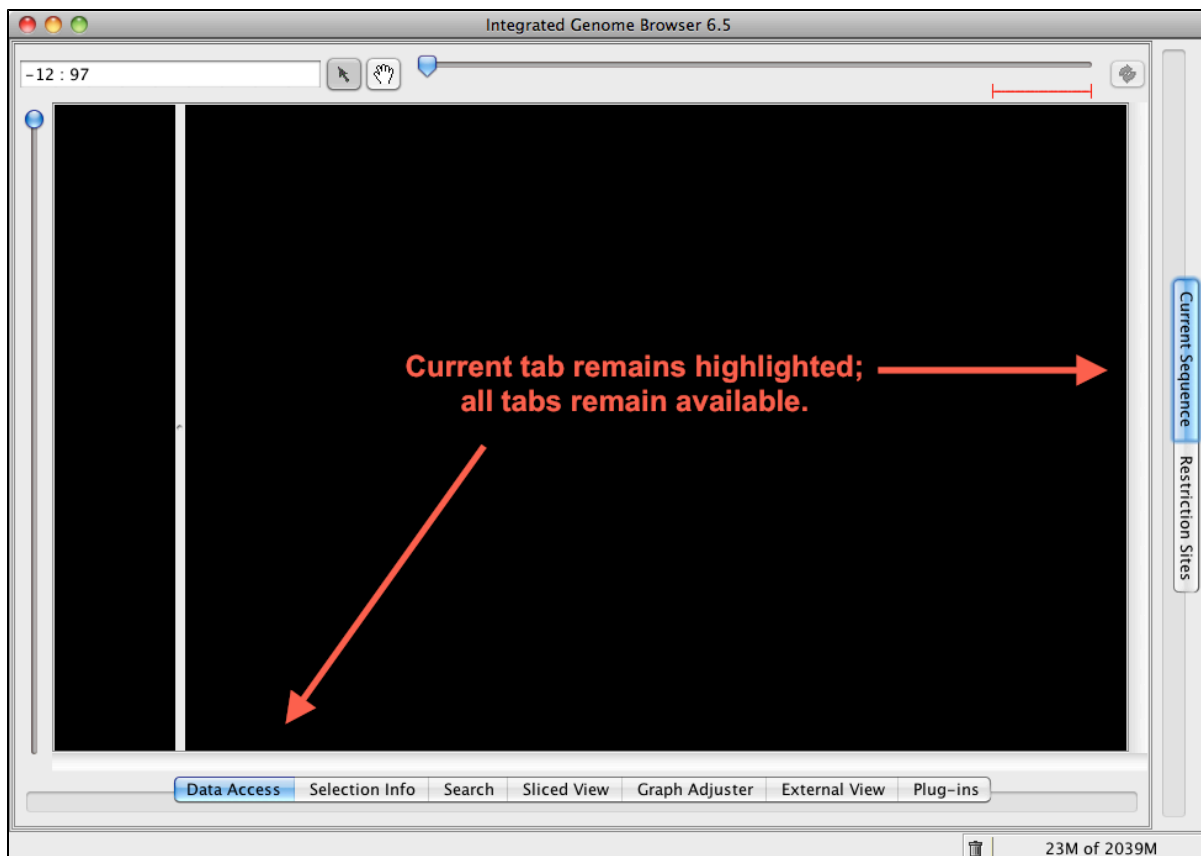 Integrated Genome Browser 6.5
-12 : 97
Current tab remains highlighted;
all tabs remain available.
Current Sequence
Restriction Sites
Data Access Selection Info Search Sliced View Graph Adjuster External View Plug-ins
23M of 2039M